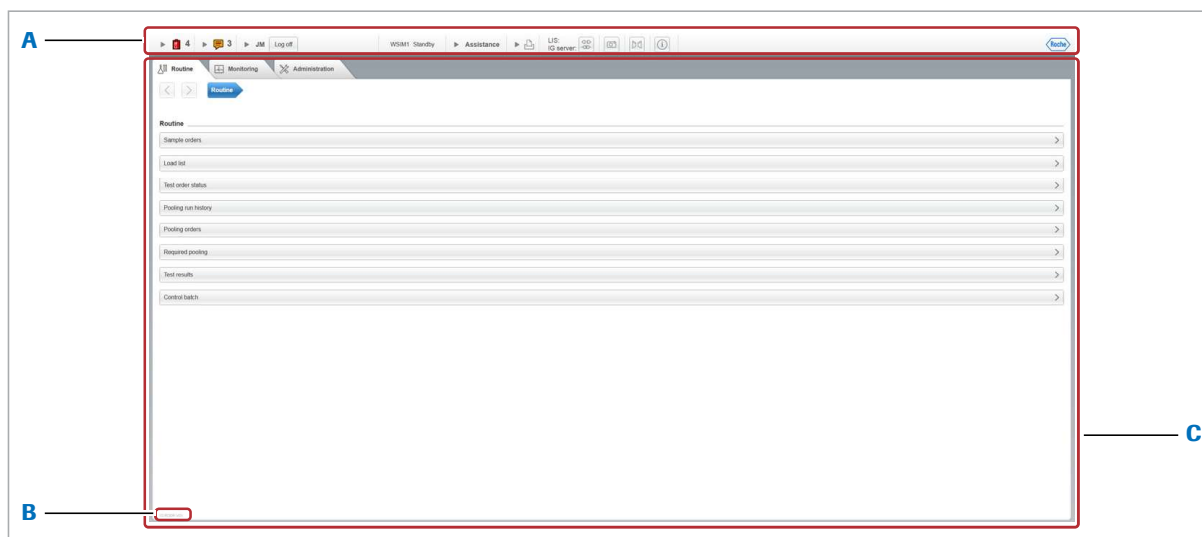 A
4 3 JM Log off WSIM1 Standby Assistance LIS: Roche
IG server:
Routine Monitoring Administration
Routine
Routine
Sample orders
Load list
Test order status
Pooling run history
Pooling orders
Required pooling
Test results
Control batch
C
B